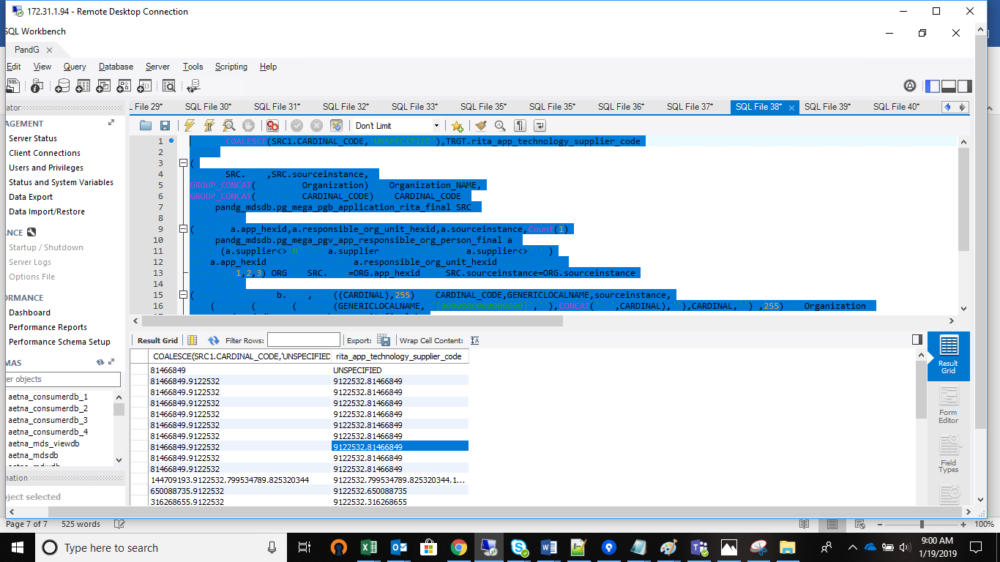 172.31.1.94 - Remote Desktop Connection
SQL Workbench
PandG
Edit View Query Database Server Tools Scripting Help
L File 29* SQL File 30* SQL File 31* SQL File 32* SQL File 33* SQL File 35* SQL File 35* SQL File 36* SQL File 37* SQL File 38* SQL File 39* SQL File 40*
ator
AGEMENT
Server Status
Client Connections
Users and Privileges
Status and System Variables
Data Export
Data Import/Restore
ANCE
Startup / Shutdown
Server Logs
Options File
ORMANCE
Dashboard
Performance Reports
Performance Schema Setup
MAS
ter objects
aetna_consumerdb_1
aetna_consumerdb_2
aetna_consumerdb_3
aetna_consumerdb_4
aetna_mds_viewdb
aetna_mdsdb
mation
ject selected
Don't Limit
1 COALESCE(SRC1.CARDINAL_CODE,'UNSPECIFIED'),TRGT.rita_app_technology_supplier_code
2
3 (
4 SRC. ,SRC.sourceinstance,
5 GROUP_CONCAT( Organization) Organization_NAME,
6 GROUP_CONCAT( CARDINAL_CODE) CARDINAL_CODE
7 pandg_mdsdb.pg_mega_pgb_application_rita_final SRC
8
9 ( a.app_hexid,a.responsible_org_unit_hexid,a.sourceinstance,Count(1)
10 pandg_mdsdb.pg_mega_pgv_app_responsible_org_person_final a
11 (a.supplier<>'N' a.supplier a.supplier<>' ' )
12 a.app_hexid a.responsible_org_unit_hexid
13 1,2,3) ORG SRC. =ORG.app_hexid SRC.sourceinstance=ORG.sourceinstance
14
15 ( b. , ((CARDINAL),255) CARDINAL_CODE,GENERICLOCALNAME,sourceinstance,
16 ( ( ( (GENERICLOCALNAME, '[0000000000000000]',''),CONCAT('- ',CARDINAL),''),CARDINAL,'') ,255) Organization
Result Grid Filter Rows: Export: Wrap Cell Content:
COALESCE(SRC1.CARDINAL_CODE,'UNSPECIFIED rita_app_technology_supplier_code
81466849 UNSPECIFIED
81466849.9122532 9122532.81466849
81466849.9122532 9122532.81466849
81466849.9122532 9122532.81466849
81466849.9122532 9122532.81466849
81466849.9122532 9122532.81466849
81466849.9122532 9122532.81466849
81466849.9122532 9122532.81466849
81466849.9122532 9122532.81466849
81466849.9122532 9122532.81466849
144709193.9122532.799534789.825320344 9122532.799534789.825320344.1...
650088735.9122532 9122532.650088735
316268655.9122532 9122532.316268655
Result Grid
Form Editor
Field Types
Page 7 of 7 525 words 100%
Type here to search
9:00 AM
1/19/2019